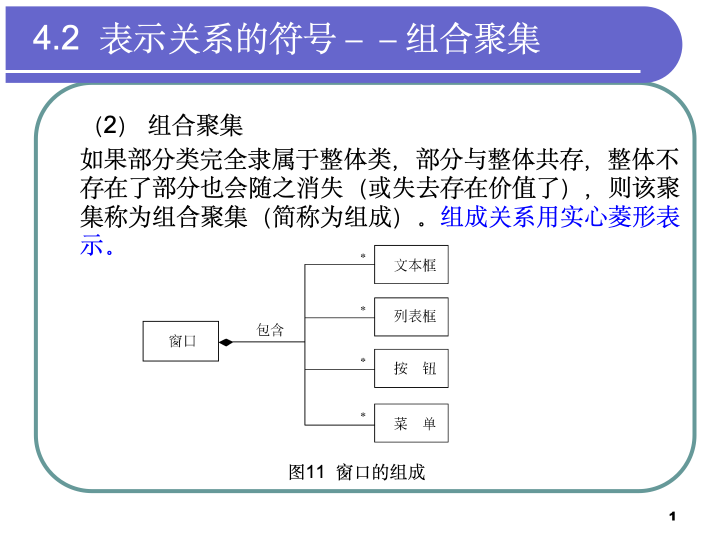 4.2 表示关系的符号－－组合聚集
（2） 组合聚集
如果部分类完全隶属于整体类，部分与整体共存，整体不
存在了部分也会随之消失（或失去存在价值了），则该聚
集称为组合聚集（简称为组成）。组成关系用实心菱形表
示。
* 文本框
* 列表框
窗口 包含
* 按 钮
* 菜 单
图11 窗口的组成
1